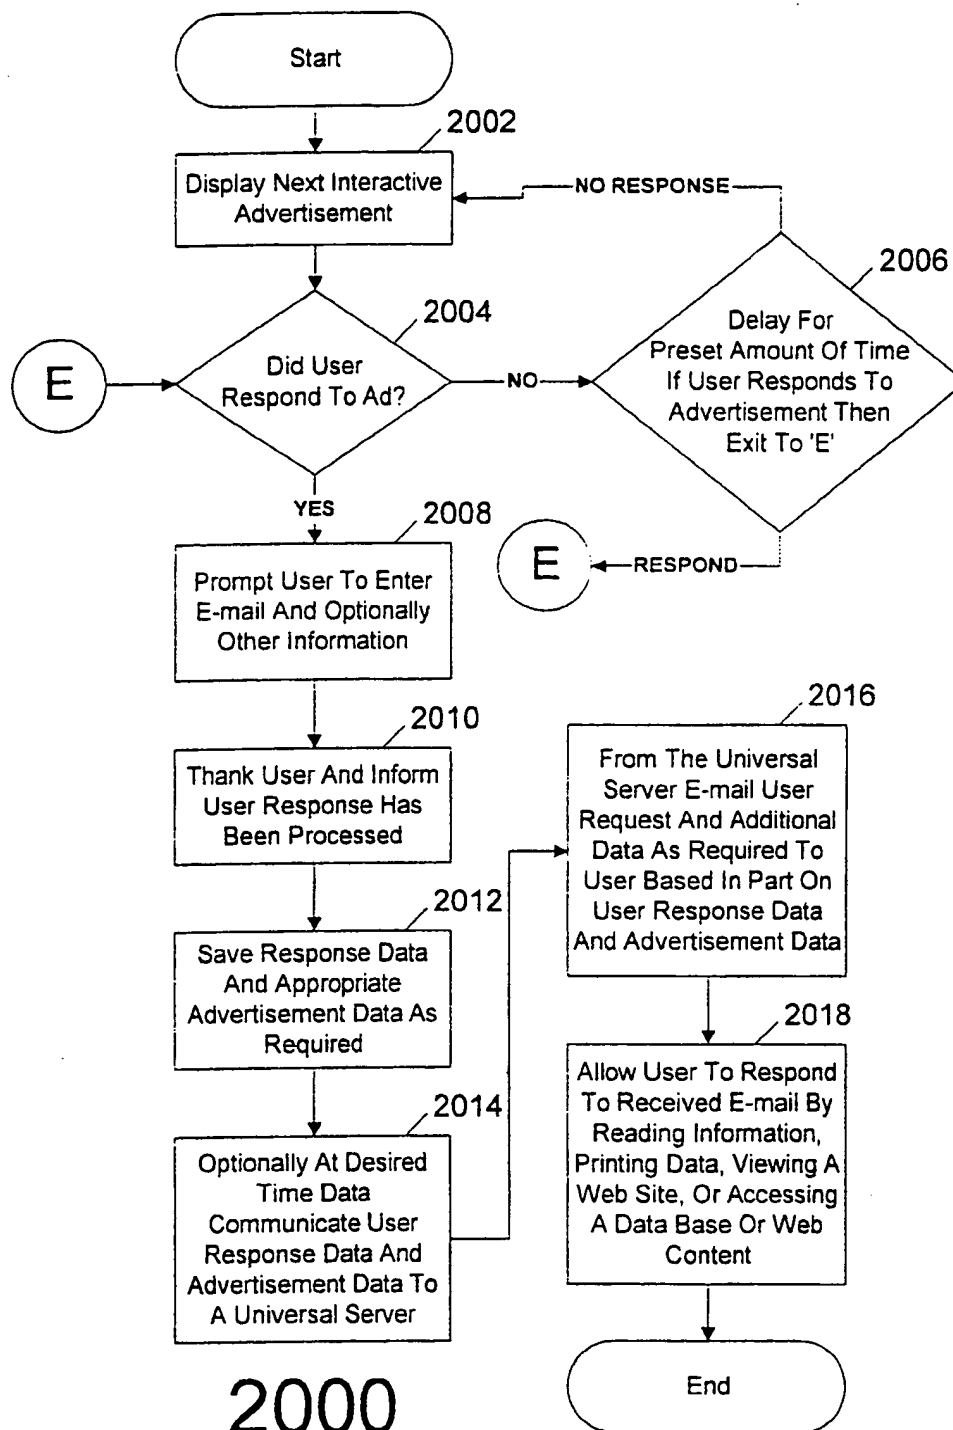 Start
2002
Display Next Interactive
Advertisement
NO RESPONSE
2006
2004
Delay For
Preset Amount Of Time
If User Responds To
Advertisement Then
Exit To 'E'
E
Did User
Respond To Ad?
NO
YES
2008
E
RESPOND
Prompt User To Enter
E-mail And Optionally
Other Information
2010
Thank User And Inform
User Response Has
Been Processed
2012
Save Response Data
And Appropriate
Advertisement Data As
Required
2014
Optionally At Desired
Time Data
Communicate User
Response Data And
Advertisement Data To
A Universal Server
2016
From The Universal
Server E-mail User
Request And Additional
Data As Required To
User Based In Part On
User Response Data
And Advertisement Data
2018
Allow User To Respond
To Received E-mail By
Reading Information,
Printing Data, Viewing A
Web Site, Or Accessing
A Data Base Or Web
Content
End
2000